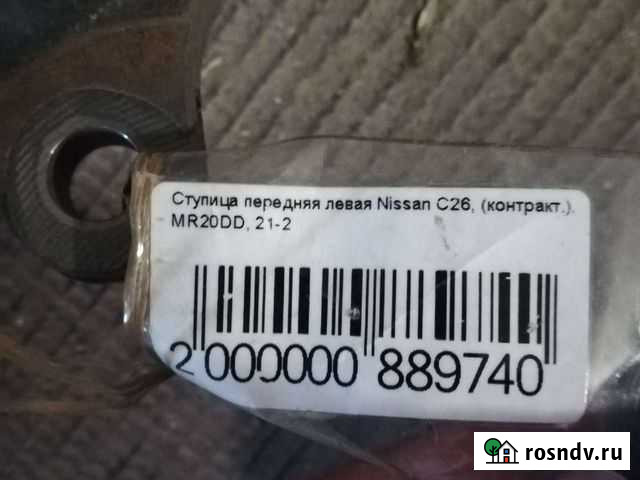 Ступица передняя левая Nissan C26, (контракт.).
MR20DD, 21-2
2 000000 889740
rosndv.ru